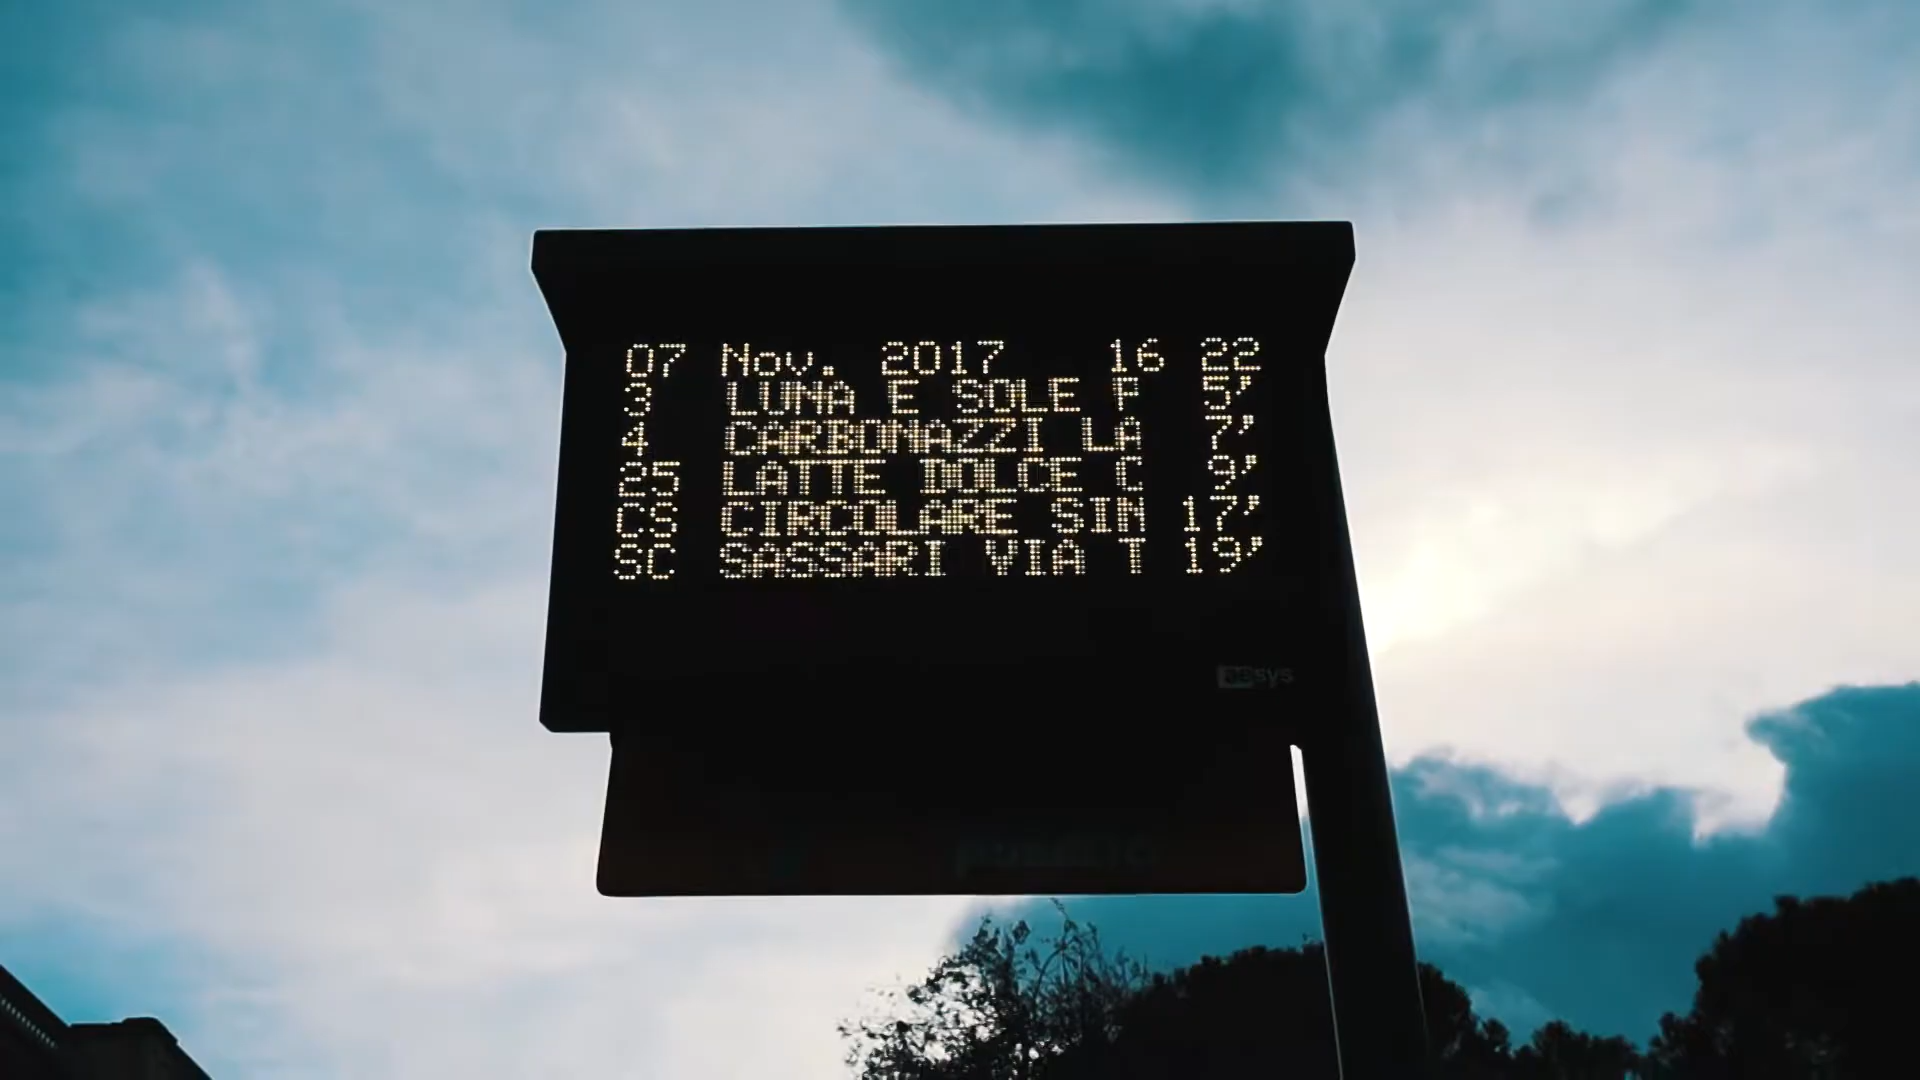 07 Nov. 2017 16 22
3 LUNA E SOLE P 5'
4 CARBONAZZI LA 7'
25 LATTE DOLCE C 9'
CS CIRCOLARE SIN 17'
SC SASSARI VIA T 19'
aesys